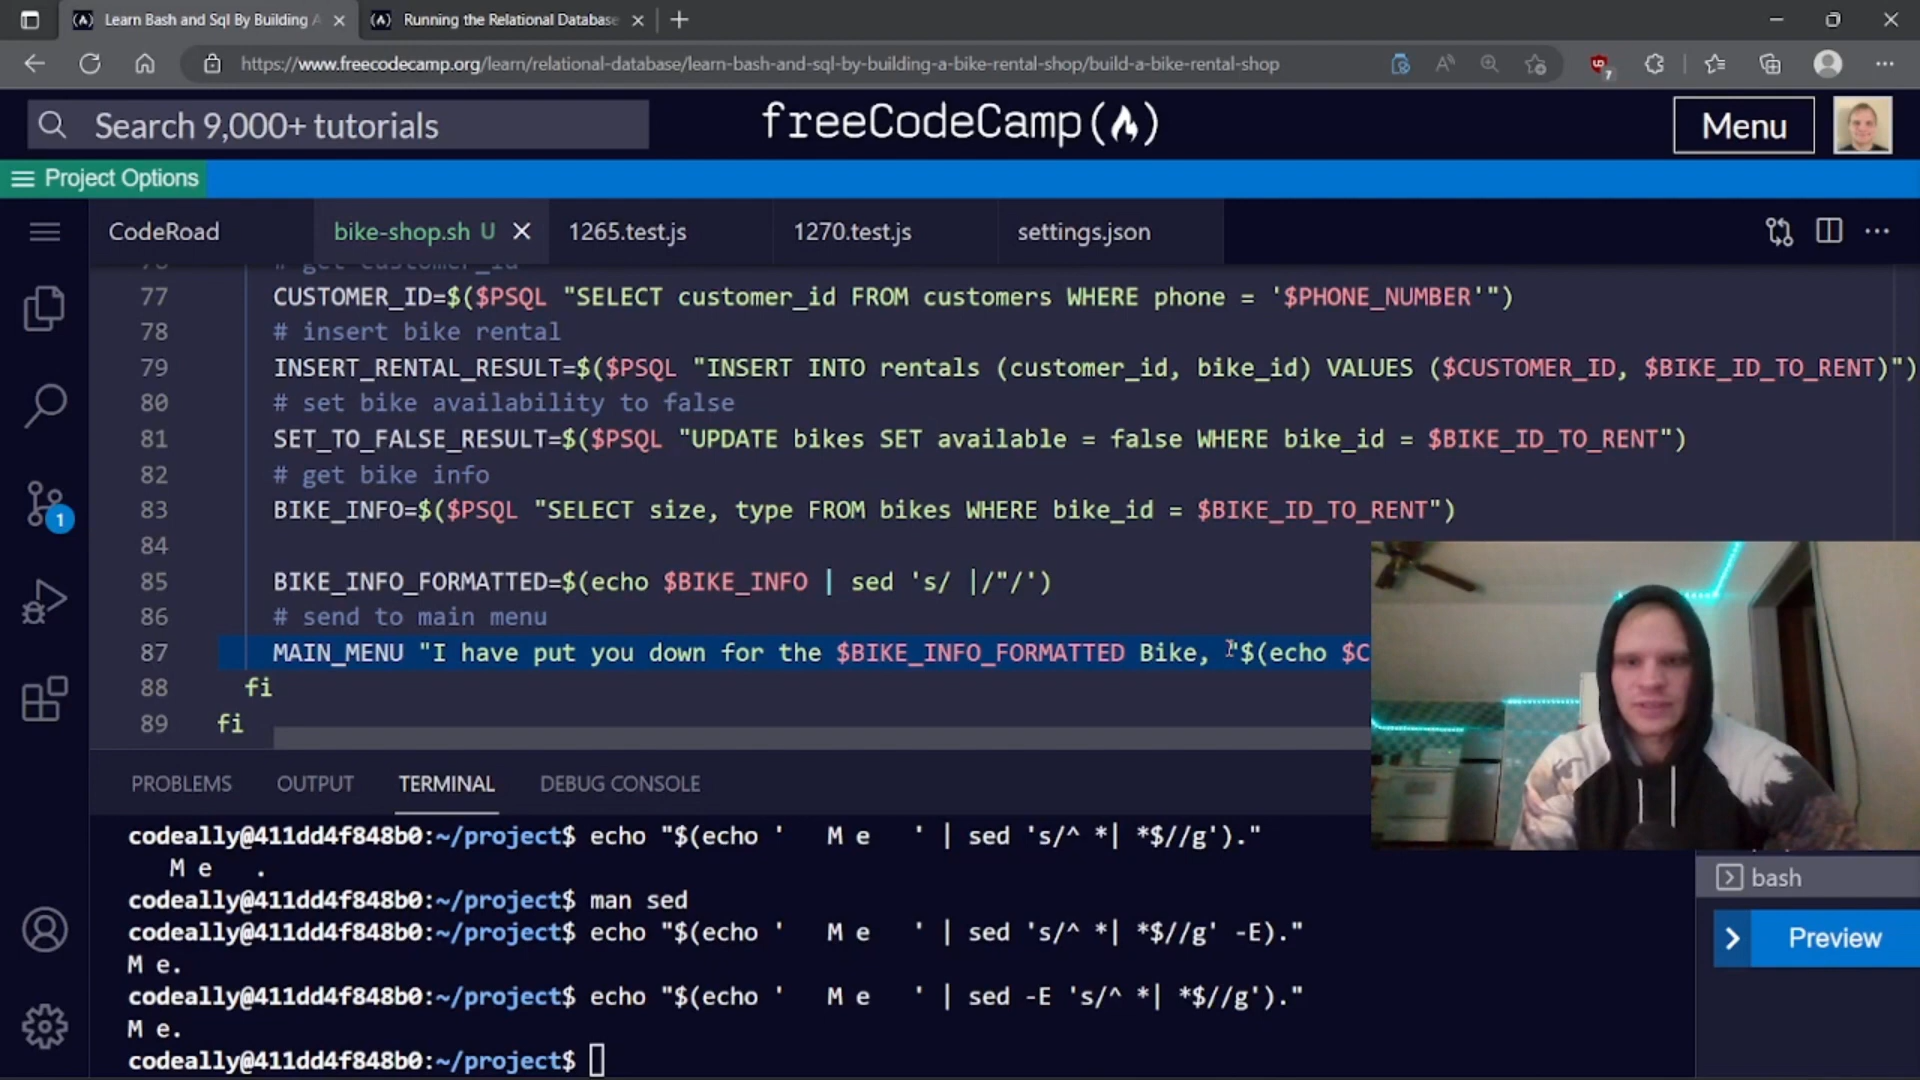 Learn Bash and Sql By Building A
Running the Relational Database
https://www.freecodecamp.org/learn/relational-database/learn-bash-and-sql-by-building-a-bike-rental-shop/build-a-bike-rental-shop
7
Search 9,000+ tutorials
freeCodeCamp
Menu
Project Options
CodeRoad
bike-shop.sh U
1265.test.js
1270.test.js
settings.json
76 # get customer_id
77 CUSTOMER_ID=$($PSQL "SELECT customer_id FROM customers WHERE phone = '$PHONE_NUMBER'")
78 # insert bike rental
79 INSERT_RENTAL_RESULT=$($PSQL "INSERT INTO rentals (customer_id, bike_id) VALUES ($CUSTOMER_ID, $BIKE_ID_TO_RENT)")
80 # set bike availability to false
81 SET_TO_FALSE_RESULT=$($PSQL "UPDATE bikes SET available = false WHERE bike_id = $BIKE_ID_TO_RENT")
82 # get bike info
83 BIKE_INFO=$($PSQL "SELECT size, type FROM bikes WHERE bike_id = $BIKE_ID_TO_RENT")
84
85 BIKE_INFO_FORMATTED=$(echo $BIKE_INFO | sed 's/ |/"/')
86 # send to main menu
87 MAIN_MENU "I have put you down for the $BIKE_INFO_FORMATTED Bike, "$(echo $C
88 fi
89 fi
1
PROBLEMS
OUTPUT
TERMINAL
DEBUG CONSOLE
codeally@411dd4f848b0:~/project$ echo "$(echo '   M e   ' | sed 's/^ *| *$//g')."
   M e   .
codeally@411dd4f848b0:~/project$ man sed
codeally@411dd4f848b0:~/project$ echo "$(echo '   M e   ' | sed 's/^ *| *$//g' -E)."
M e.
codeally@411dd4f848b0:~/project$ echo "$(echo '   M e   ' | sed -E 's/^ *| *$//g')."
M e.
codeally@411dd4f848b0:~/project$
bash
Preview